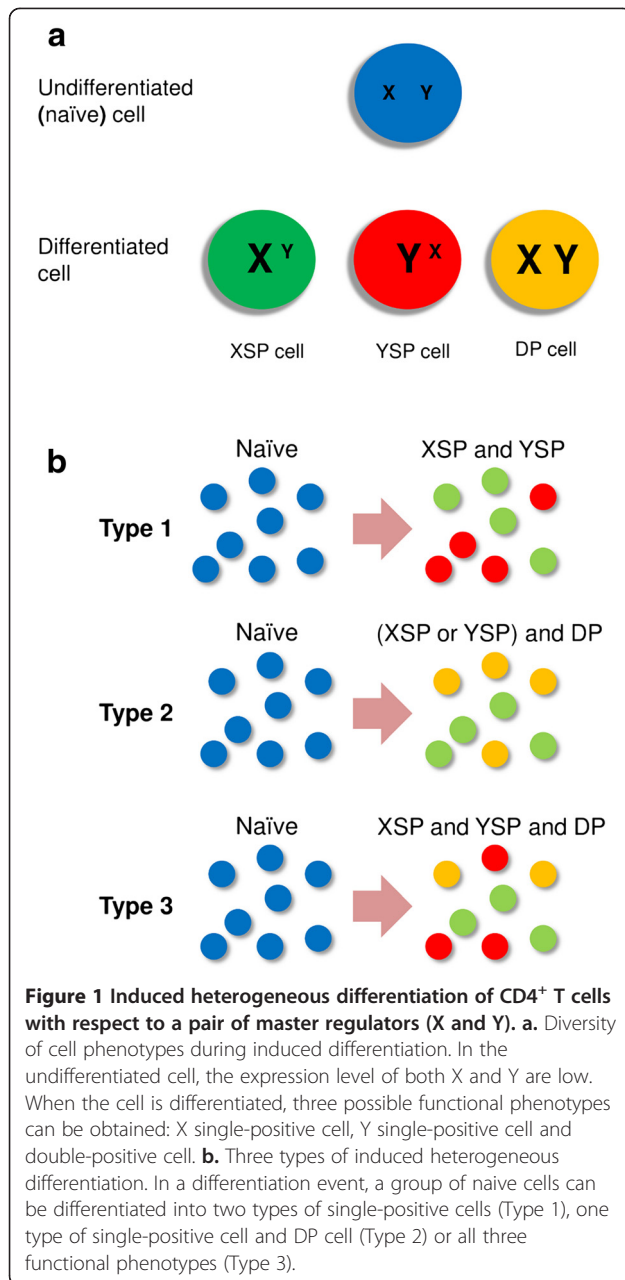 a
Undifferentiated
(naïve) cell
X Y
Differentiated
cell
X Y
Y X
X Y
XSP cell
YSP cell
DP cell
b
Naïve
XSP and YSP
Type 1
Naïve
(XSP or YSP) and DP
Type 2
Naïve
XSP and YSP and DP
Type 3
Figure 1 Induced heterogeneous differentiation of CD4⁺ T cells
with respect to a pair of master regulators (X and Y). a. Diversity
of cell phenotypes during induced differentiation. In the
undifferentiated cell, the expression level of both X and Y are low.
When the cell is differentiated, three possible functional phenotypes
can be obtained: X single-positive cell, Y single-positive cell and
double-positive cell. b. Three types of induced heterogeneous
differentiation. In a differentiation event, a group of naive cells can
be differentiated into two types of single-positive cells (Type 1), one
type of single-positive cell and DP cell (Type 2) or all three
functional phenotypes (Type 3).